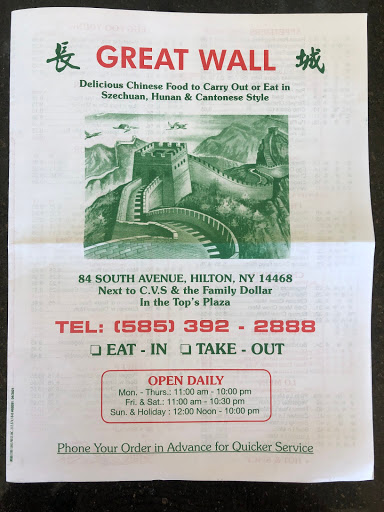 長 GREAT WALL 城
Delicious Chinese Food to Carry Out or Eat in
Szechuan, Hunan & Cantonese Style
84 SOUTH AVENUE, HILTON, NY 14468
Next to C.V.S & the Family Dollar
In the Top's Plaza
TEL: (585) 392 - 2888
❏ EAT - IN ❏ TAKE - OUT
OPEN DAILY
Mon. - Thurs.: 11:00 am - 10:00 pm
Fri. & Sat.: 11:00 am - 10:30 pm
Sun. & Holiday : 12:00 Noon - 10:00 pm
Phone Your Order in Advance for Quicker Service